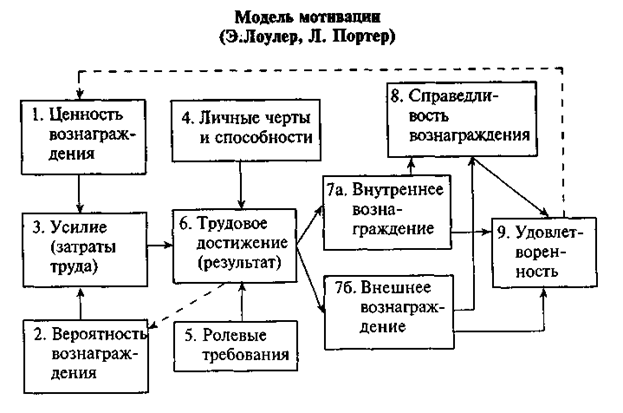 Модель мотивации
(Э.Лоулер, Л. Портер)
1. Ценность
вознаграж-
дения
4. Личные черты
и способности
8. Справедли-
вость
вознаграждения
3. Усилие
(затраты
труда)
6. Трудовое
достижение
(результат)
7а. Внутреннее
возна-
граждение
9. Удовлет-
ворен-
ность
2. Вероятность
вознаграж-
дения
5. Ролевые
требования
7б. Внешнее
вознаграж-
дение